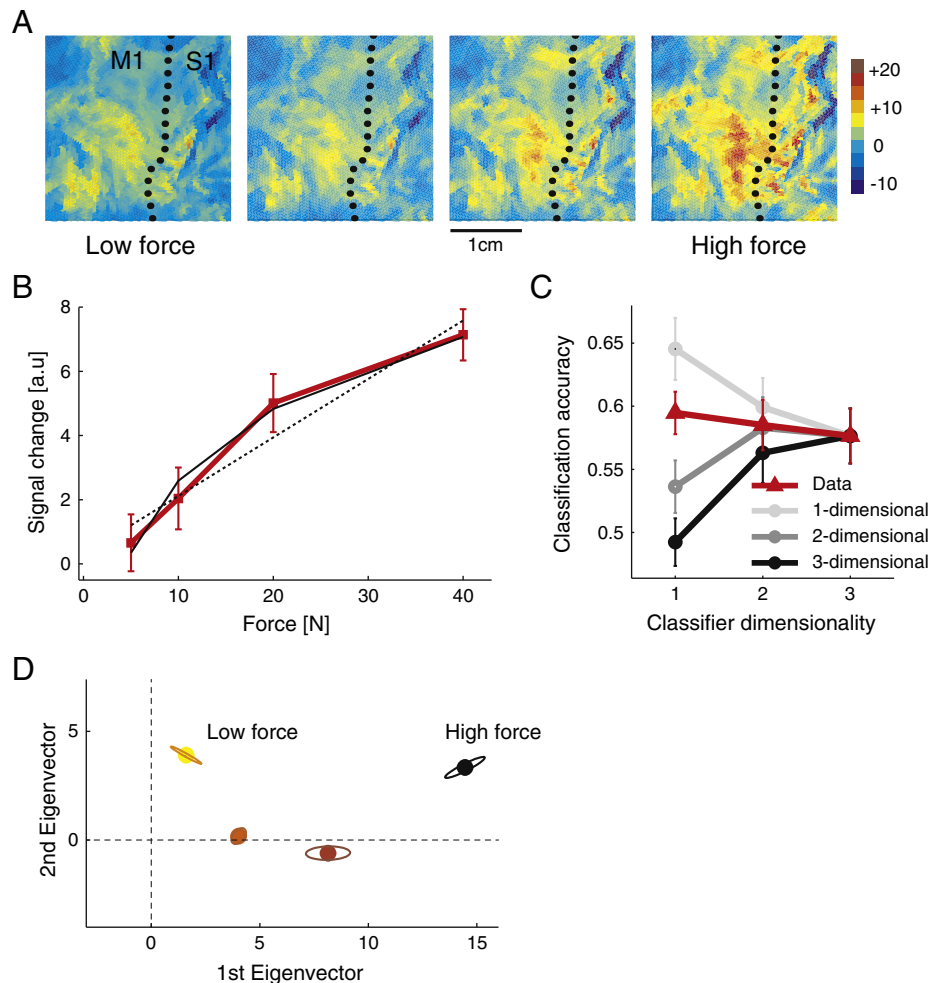 A
M1 S1
+20
+10
0
-10
Low force
1cm
High force
B
Signal change [a.u]
8
6
4
2
0
0 10 20 30 40
Force [N]
C
Classification accuracy
0.65
0.6
0.55
0.5
Data
1-dimensional
2-dimensional
3-dimensional
1 2 3
Classifier dimensionality
D
2nd Eigenvector
5
0
Low force
High force
0 5 10 15
1st Eigenvector